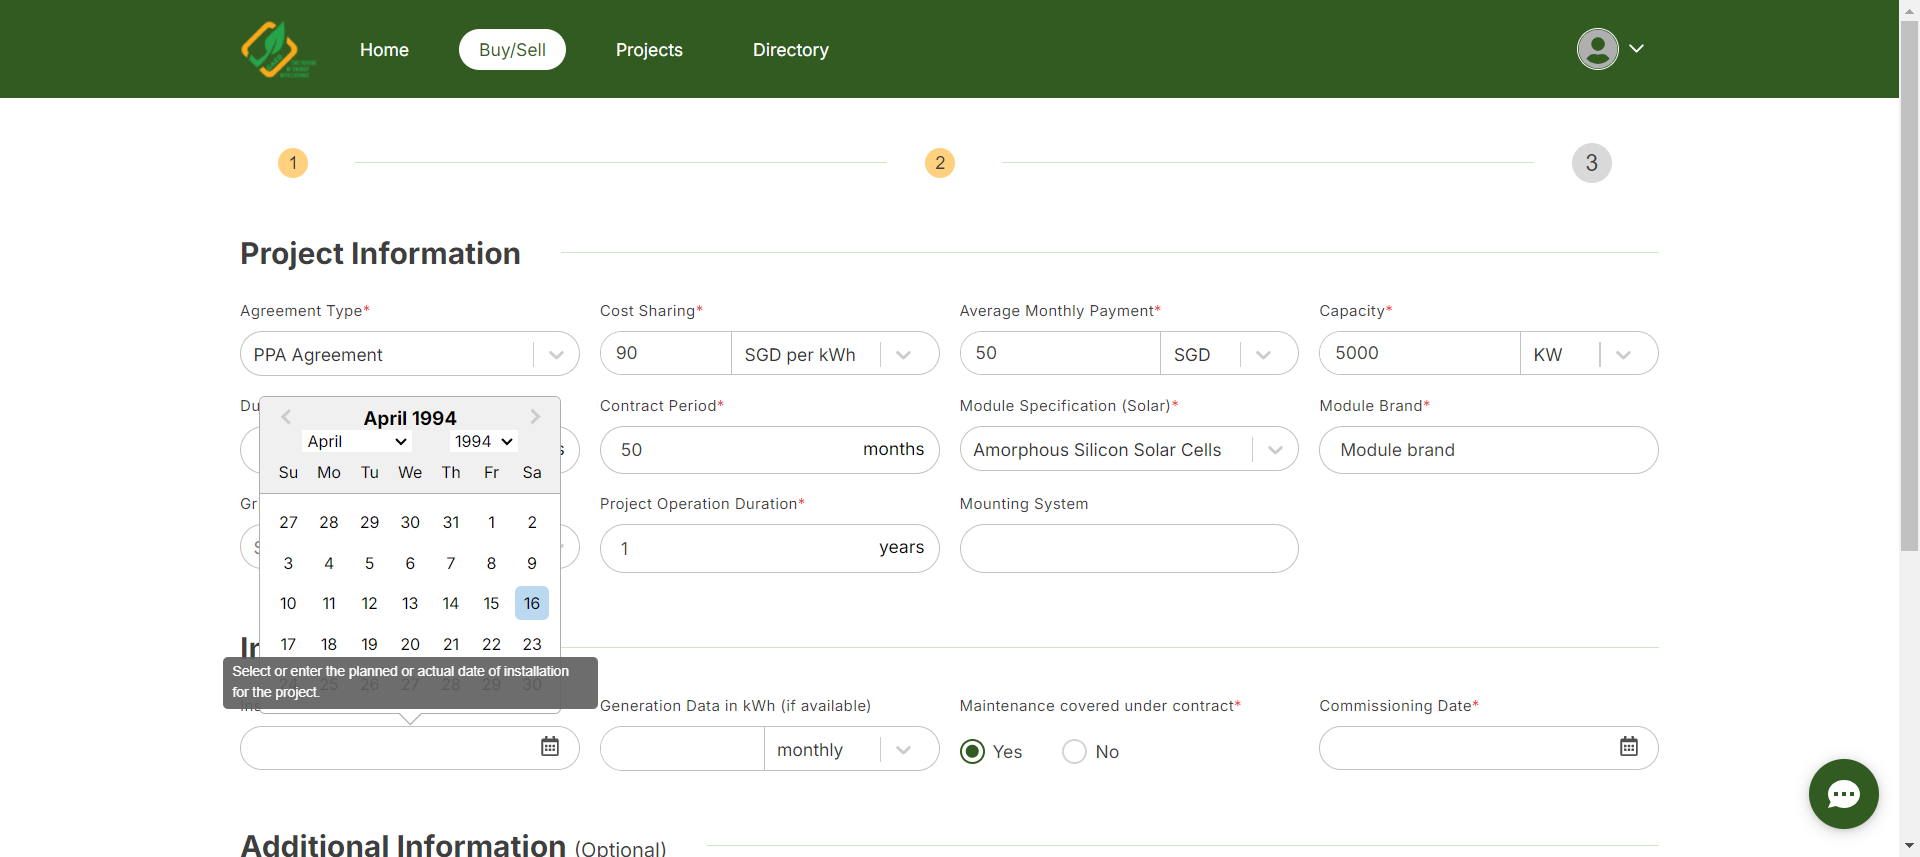 Home
Buy/Sell
Projects
Directory
1
2
3
Project Information
Agreement Type*
Cost Sharing*
Average Monthly Payment*
Capacity*
PPA Agreement
90
SGD per kWh
50
SGD
5000
KW
Du
Contract Period*
Module Specification (Solar)*
Module Brand*
April 1994
April
1994
s
50
months
Amorphous Silicon Solar Cells
Module brand
Su Mo Tu We Th Fr Sa
Gr
Project Operation Duration*
Mounting System
27 28 29 30 31 1 2
S
1
years
3 4 5 6 7 8 9
10 11 12 13 14 15 16
17 18 19 20 21 22 23
In
Select or enter the planned or actual date of installation
for the project.
24 25 26 27 28 29 30
Ins
Generation Data in kWh (if available)
Maintenance covered under contract*
Commissioning Date*
monthly
Yes
No
Additional Information (Optional)